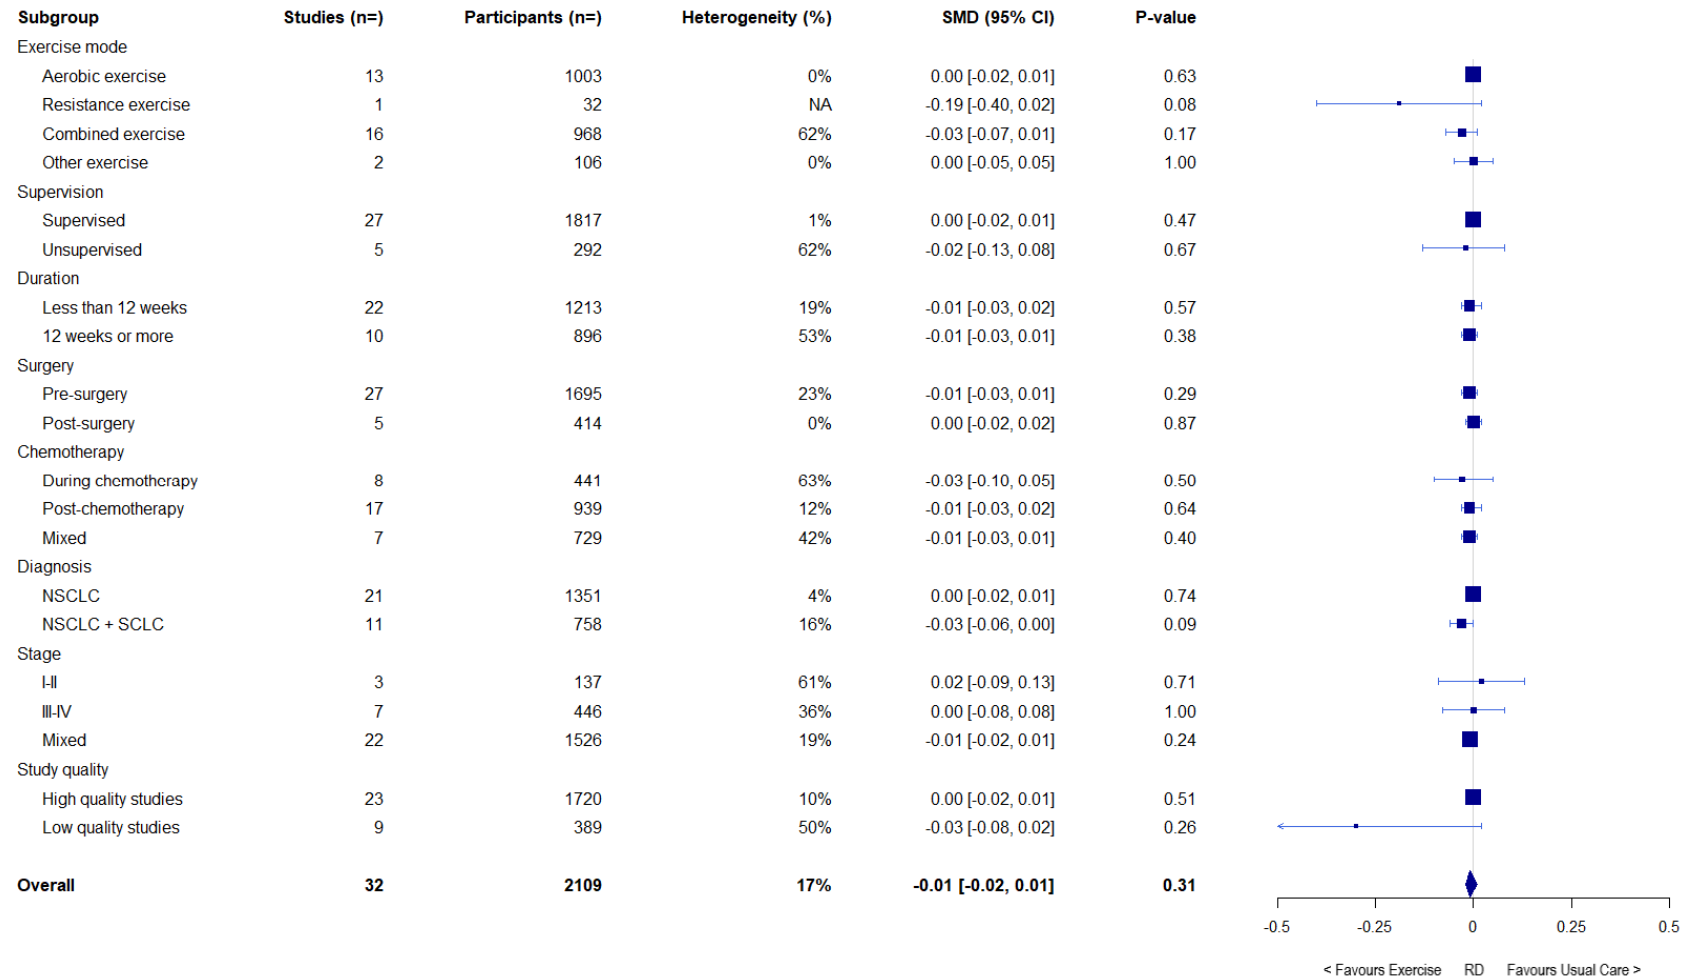 Subgroup Studies (n=) Participants (n=) Heterogeneity (%) SMD (95% CI) P-value
Exercise mode
Aerobic exercise 13 1003 0% 0.00 [-0.02, 0.01] 0.63
Resistance exercise 1 32 NA -0.19 [-0.40, 0.02] 0.08
Combined exercise 16 968 62% -0.03 [-0.07, 0.01] 0.17
Other exercise 2 106 0% 0.00 [-0.05, 0.05] 1.00
Supervision
Supervised 27 1817 1% 0.00 [-0.02, 0.01] 0.47
Unsupervised 5 292 62% -0.02 [-0.13, 0.08] 0.67
Duration
Less than 12 weeks 22 1213 19% -0.01 [-0.03, 0.02] 0.57
12 weeks or more 10 896 53% -0.01 [-0.03, 0.01] 0.38
Surgery
Pre-surgery 27 1695 23% -0.01 [-0.03, 0.01] 0.29
Post-surgery 5 414 0% 0.00 [-0.02, 0.02] 0.87
Chemotherapy
During chemotherapy 8 441 63% -0.03 [-0.10, 0.05] 0.50
Post-chemotherapy 17 939 12% -0.01 [-0.03, 0.02] 0.64
Mixed 7 729 42% -0.01 [-0.03, 0.01] 0.40
Diagnosis
NSCLC 21 1351 4% 0.00 [-0.02, 0.01] 0.74
NSCLC + SCLC 11 758 16% -0.03 [-0.06, 0.00] 0.09
Stage
I-II 3 137 61% 0.02 [-0.09, 0.13] 0.71
III-IV 7 446 36% 0.00 [-0.08, 0.08] 1.00
Mixed 22 1526 19% -0.01 [-0.02, 0.01] 0.24
Study quality
High quality studies 23 1720 10% 0.00 [-0.02, 0.01] 0.51
Low quality studies 9 389 50% -0.03 [-0.08, 0.02] 0.26
Overall 32 2109 17% -0.01 [-0.02, 0.01] 0.31
-0.5 -0.25 0 0.25 0.5
< Favours Exercise RD Favours Usual Care >